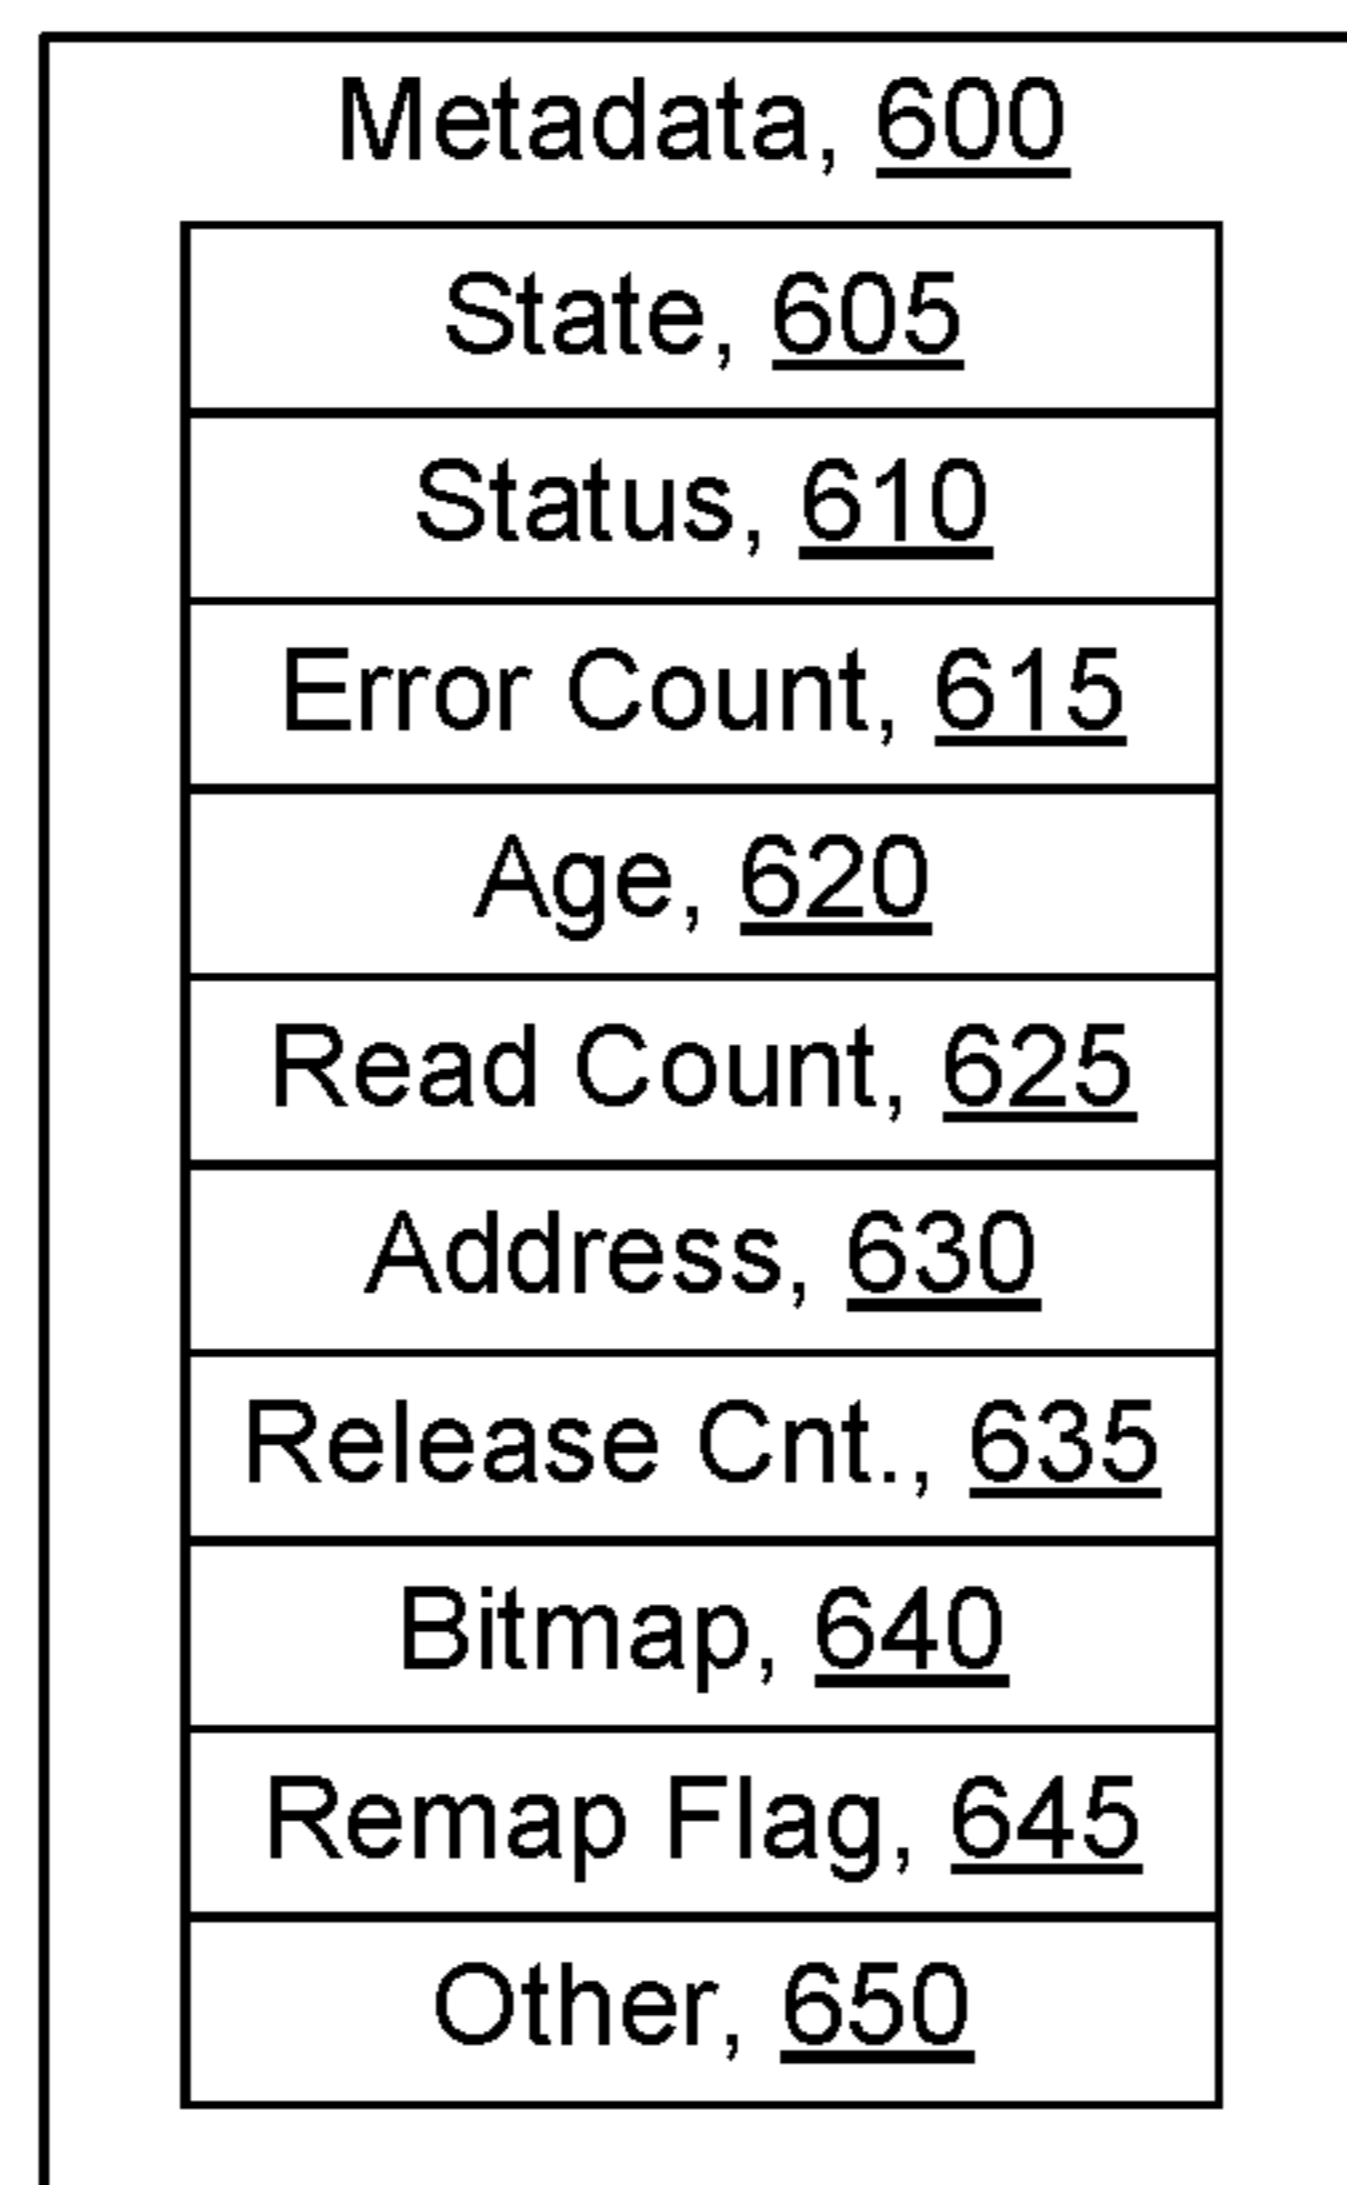 Metadata, 600
State, 605
Status, 610
Error Count, 615
Age, 620
Read Count, 625
Address, 630
Release Cnt., 635
Bitmap, 640
Remap Flag, 645
Other, 650